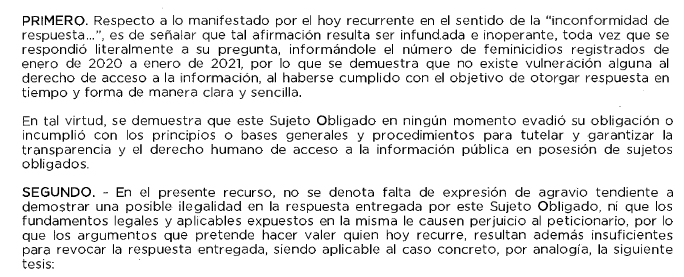 PRIMERO. Respecto a lo manifestado por el hoy recurrente en el sentido de la "inconformidad de
respuesta...", es de señalar que tal afirmación resulta ser infundada e inoperante, toda vez que se
respondió literalmente a su pregunta, informándole el número de feminicidios registrados de
enero de 2020 a enero de 2021, por lo que se demuestra que no existe vulneración alguna al
derecho de acceso a la información, al haberse cumplido con el objetivo de otorgar respuesta en
tiempo y forma de manera clara y sencilla.
En tal virtud, se demuestra que este Sujeto Obligado en ningún momento evadió su obligación o
incumplió con los principios o bases generales y procedimientos para tutelar y garantizar la
transparencia y el derecho humano de acceso a la información pública en posesión de sujetos
obligados.
SEGUNDO. - En el presente recurso, no se denota falta de expresión de agravio tendiente a
demostrar una posible ilegalidad en la respuesta entregada por este Sujeto Obligado, ni que los
fundamentos legales y aplicables expuestos en la misma le causen perjuicio al peticionario, por lo
que los argumentos que pretende hacer valer quien hoy recurre, resultan además insuficientes
para revocar la respuesta entregada, siendo aplicable al caso concreto, por analogía, la siguiente
tesis: